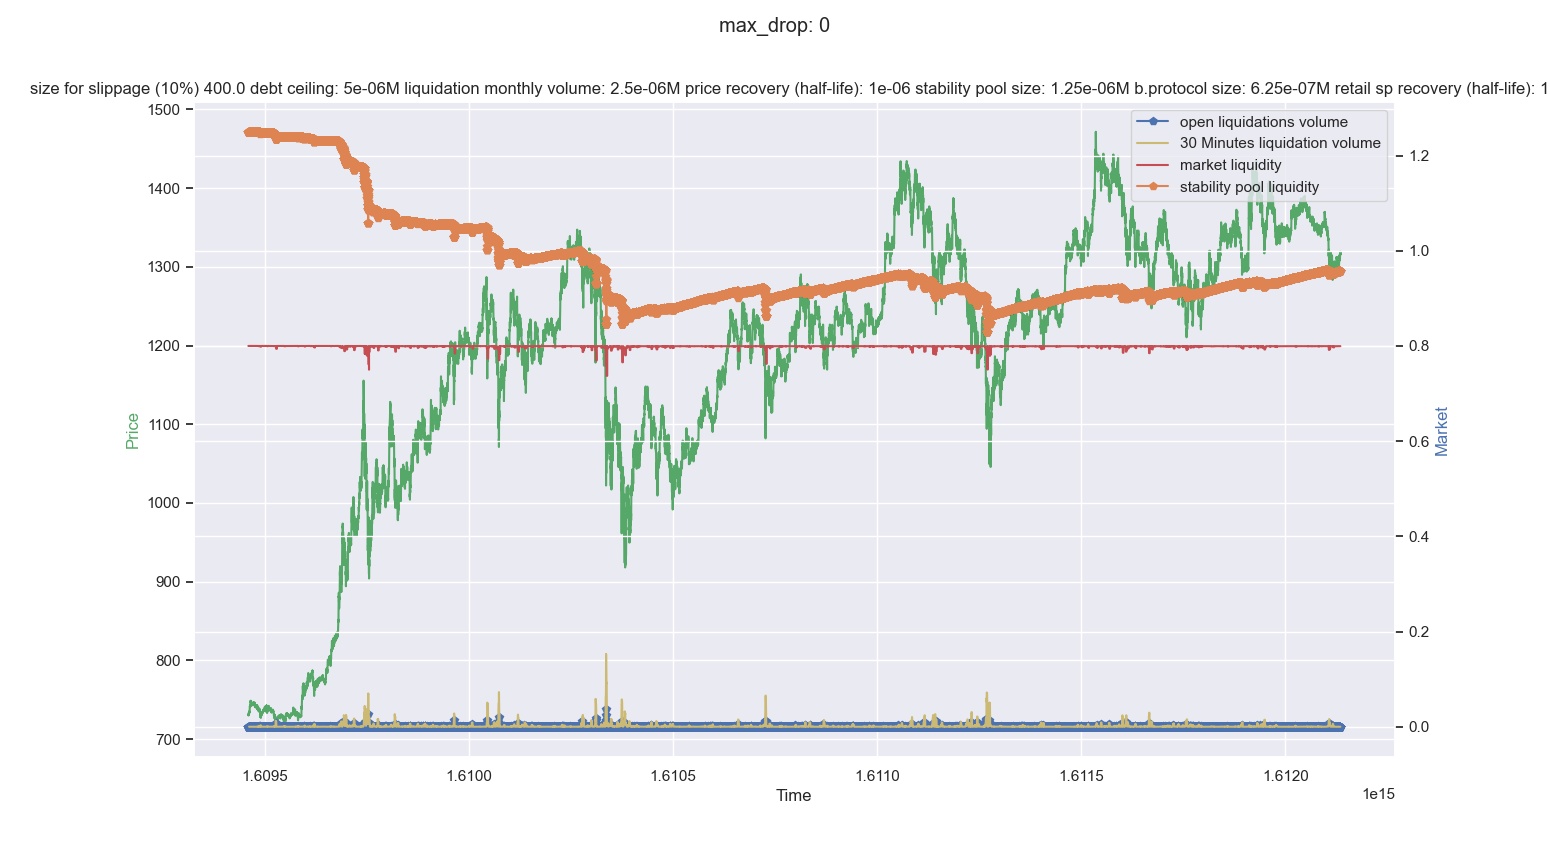 max_drop: 0
size for slippage (10%) 400.0 debt ceiling: 5e-06M liquidation monthly volume: 2.5e-06M price recovery (half-life): 1e-06 stability pool size: 1.25e-06M b.protocol size: 6.25e-07M retail sp recovery (half-life): 1
open liquidations volume
30 Minutes liquidation volume
market liquidity
stability pool liquidity
1500
1400
1300
1200
1100
1000
900
800
700
Price
1.2
1.0
0.8
0.6
0.4
0.2
0.0
Market
1.6095 1.6100 1.6105 1.6110 1.6115 1.6120
Time
1e15